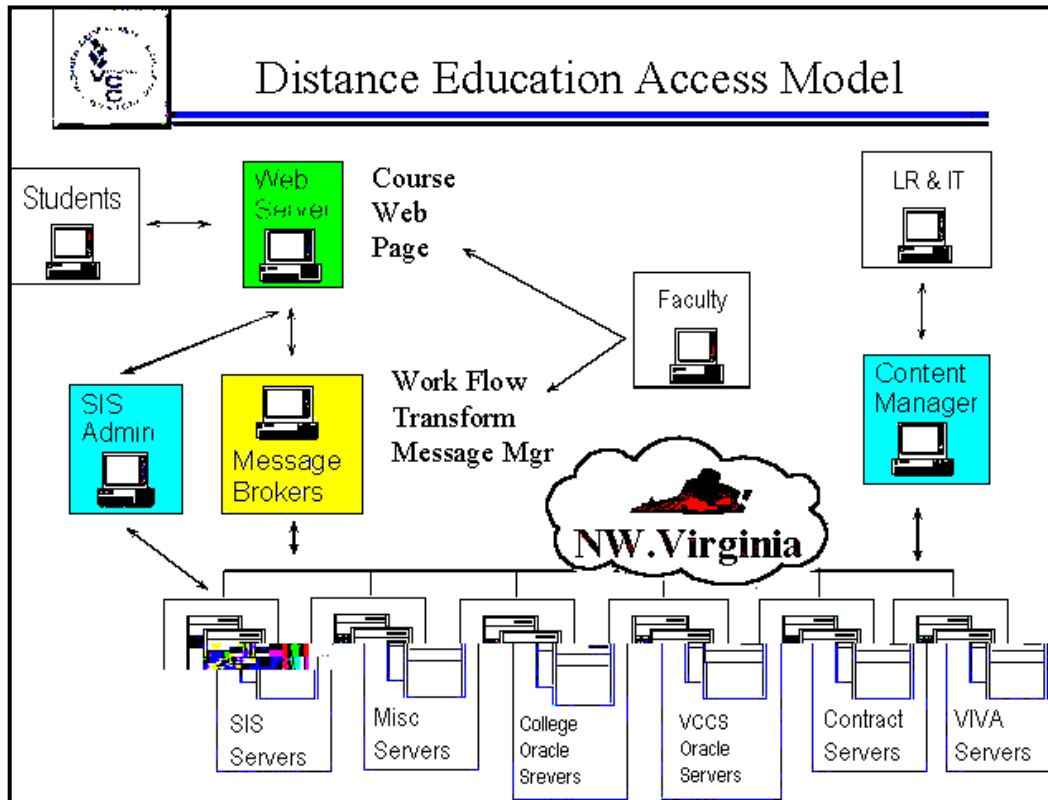 Distance Education Access Model
VCC
Students
Web
Server
Course
Web
Page
LR & IT
Faculty
SIS
Admin
Message
Brokers
Work Flow
Transform
Message Mgr
Content
Manager
NW.Virginia
SIS
Servers
Misc
Servers
College
Oracle
Srevers
VCCS
Oracle
Servers
Contract
Servers
VIVA
Servers